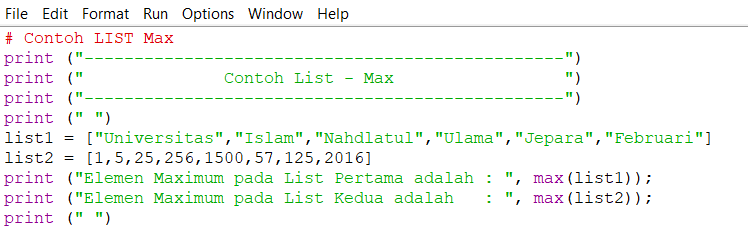 File Edit Format Run Options Window Help
# Contoh LIST Max
print ("------------------------------------------------")
print ("              Contoh List - Max                 ")
print ("------------------------------------------------")
print (" ")
list1 = ["Universitas","Islam","Nahdlatul","Ulama","Jepara","Februari"]
list2 = [1,5,25,256,1500,57,125,2016]
print ("Elemen Maximum pada List Pertama adalah : ", max(list1));
print ("Elemen Maximum pada List Kedua adalah   : ", max(list2));
print (" ")